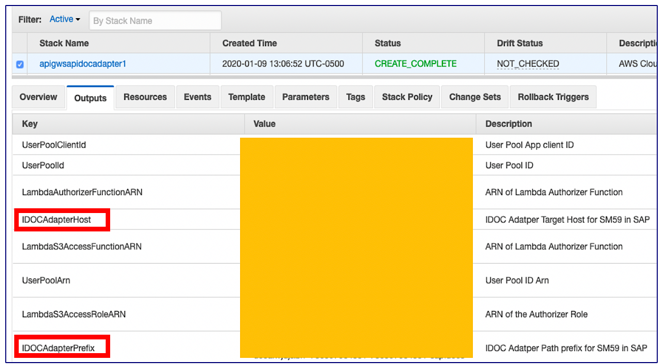 Filter: Active By Stack Name
Stack Name Created Time Status Drift Status Descripti
apigwsapidocadapter1 2020-01-09 13:06:52 UTC-0500 CREATE_COMPLETE NOT_CHECKED AWS Clou
Overview Outputs Resources Events Template Parameters Tags Stack Policy Change Sets Rollback Triggers
Key Value Description
UserPoolClientId User Pool App client ID
UserPoolId User Pool ID
LambdaAuthorizerFunctionARN ARN of Lambda Authorizer Function
IDOCAdapterHost IDOC Adatper Target Host for SM59 in SAP
LambdaS3AccessFunctionARN ARN of Lambda Authorizer Function
UserPoolArn User Pool ID Arn
LambdaS3AccessRoleARN ARN of the Authorizer Role
IDOCAdapterPrefix IDOC Adatper Path prefix for SM59 in SAP